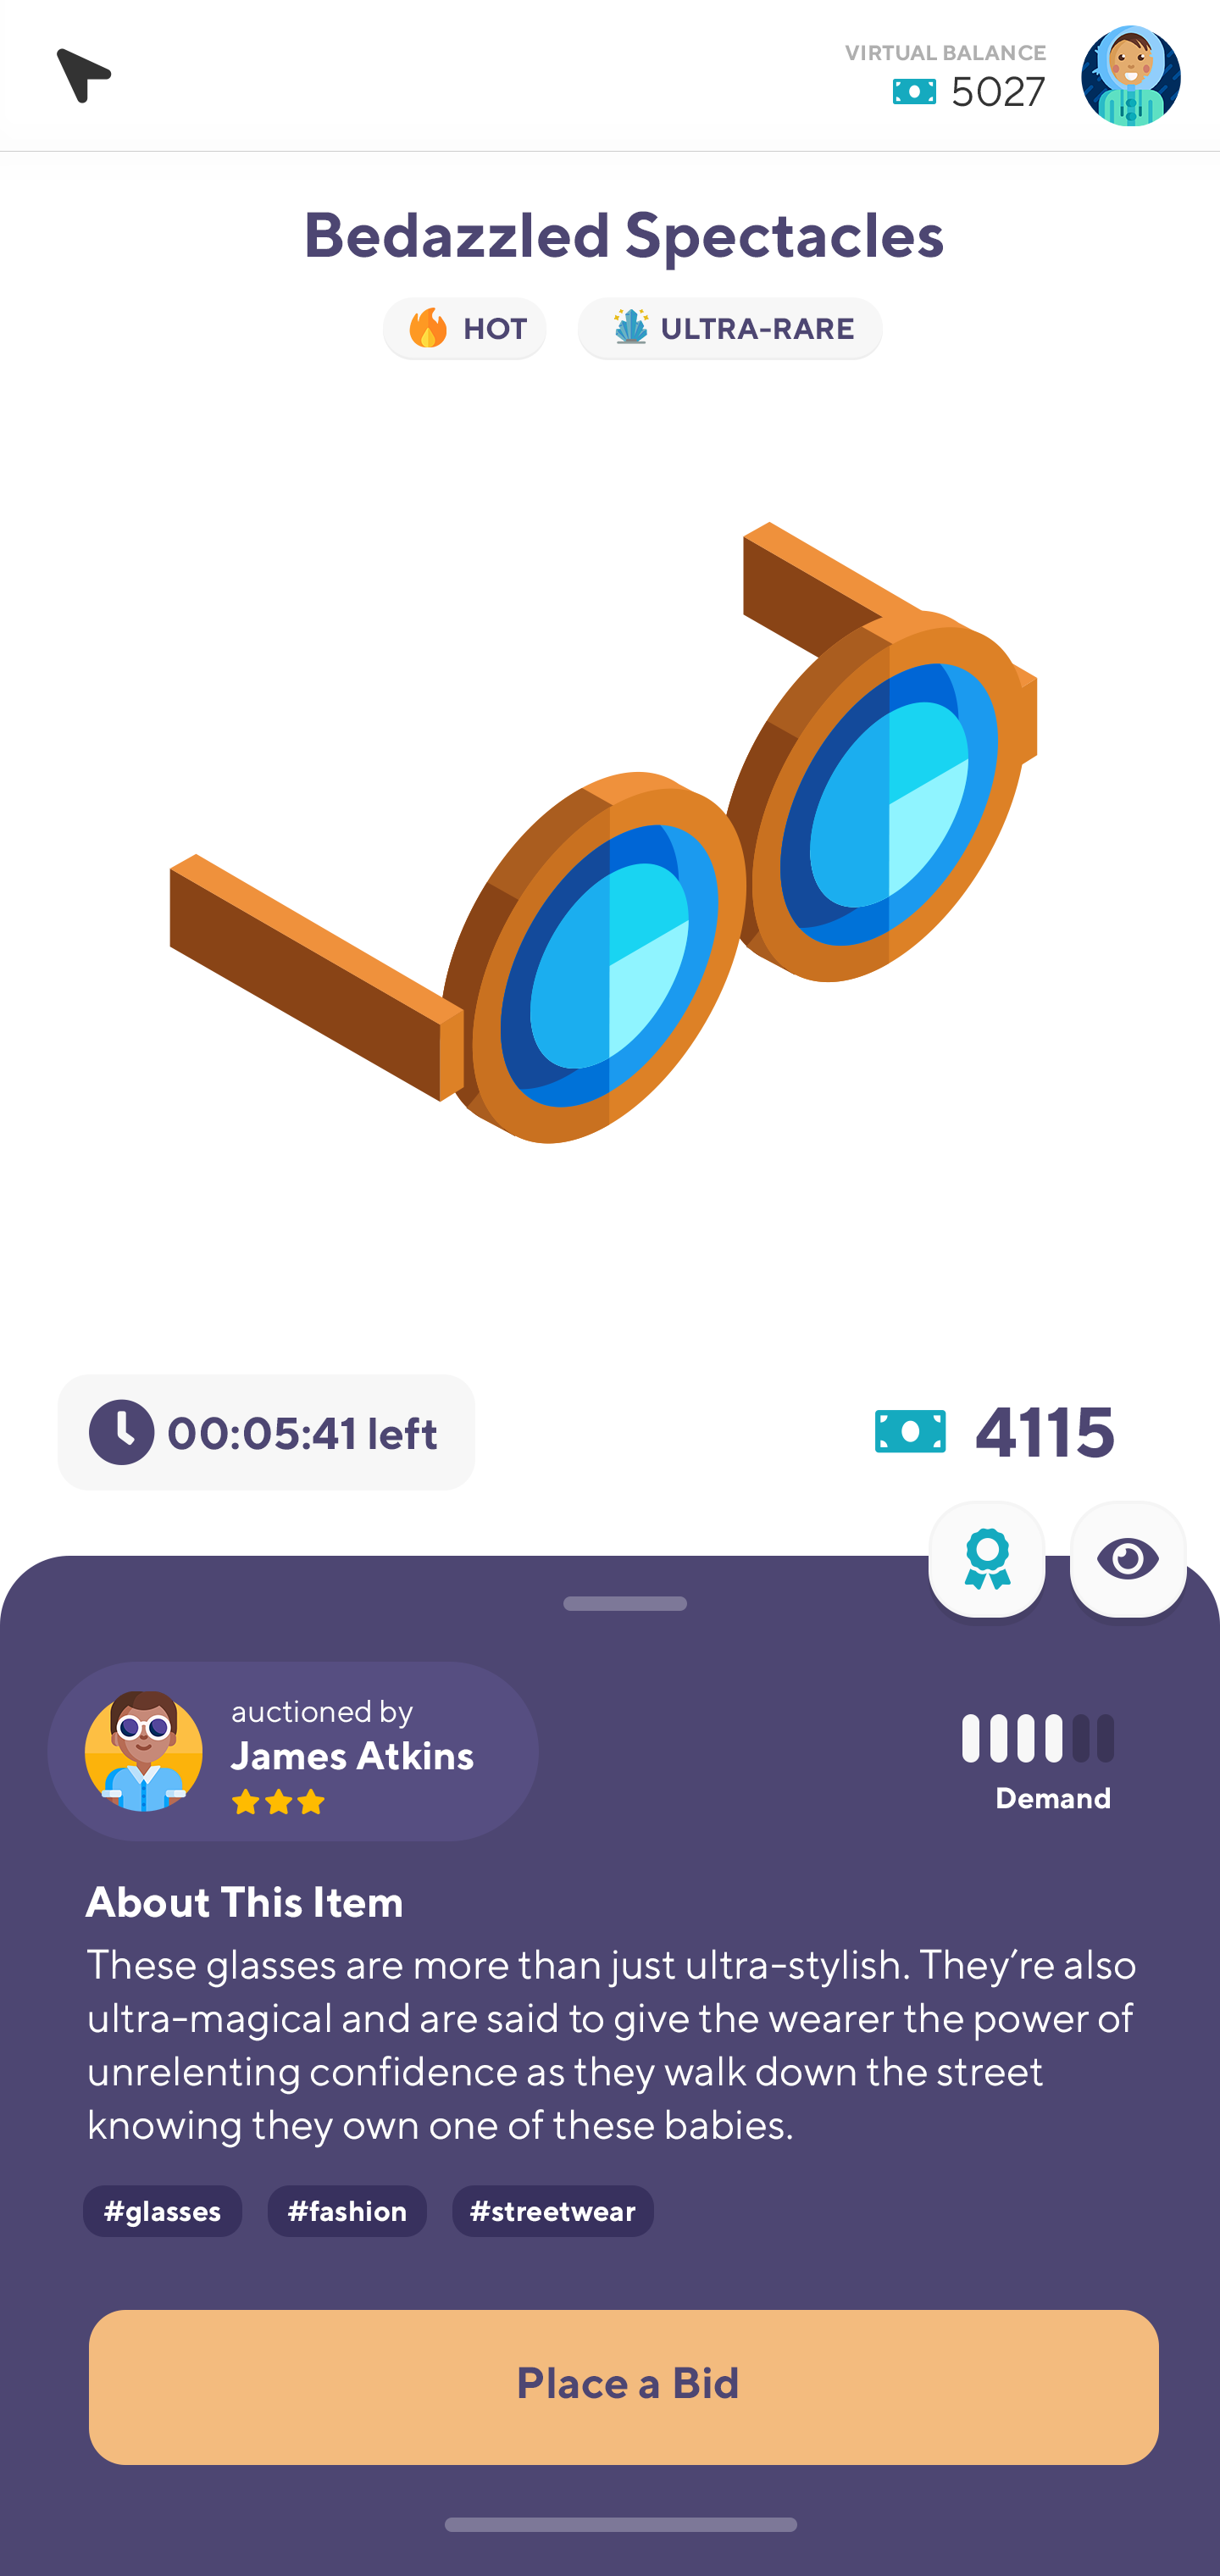 VIRTUAL BALANCE
5027
Bedazzled Spectacles
HOT
ULTRA-RARE
00:05:41 left
4115
auctioned by
James Atkins
Demand
About This Item
These glasses are more than just ultra-stylish. They’re also
ultra-magical and are said to give the wearer the power of
unrelenting confidence as they walk down the street
knowing they own one of these babies.
#glasses
#fashion
#streetwear
Place a Bid